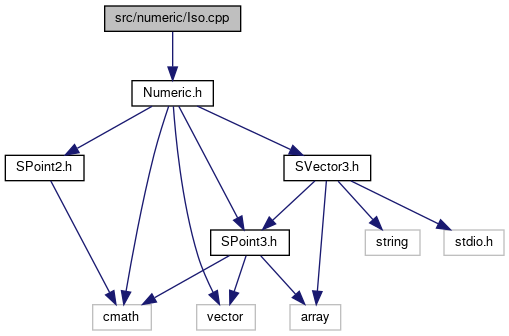 src/numeric/Iso.cpp
Numeric.h
SPoint2.h
SVector3.h
SPoint3.h
string
stdio.h
cmath
vector
array